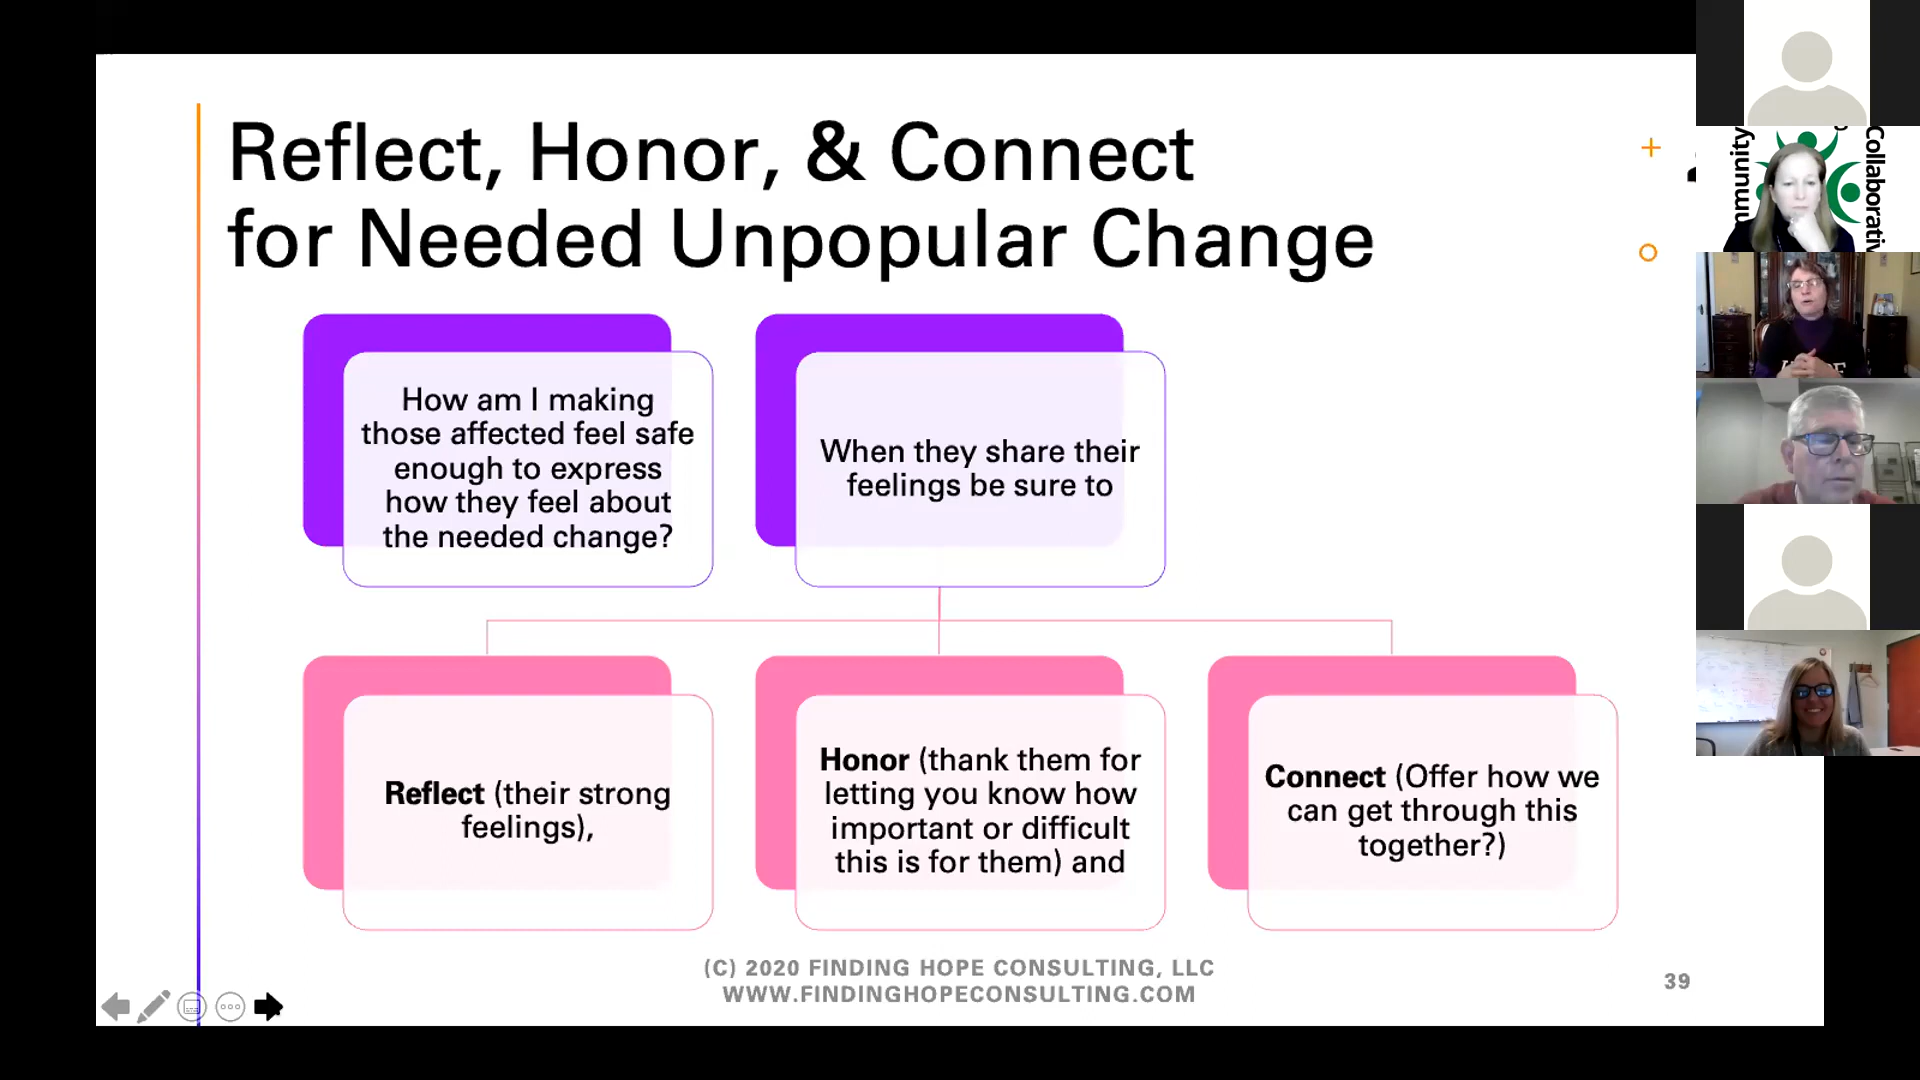 Reflect, Honor, & Connect
for Needed Unpopular Change
How am I making
those affected feel safe
enough to express
how they feel about
the needed change?
When they share their
feelings be sure to
Reflect (their strong
feelings),
Honor (thank them for
letting you know how
important or difficult
this is for them) and
Connect (Offer how we
can get through this
together?)
(C) 2020 FINDING HOPE CONSULTING, LLC
WWW.FINDINGHOPECONSULTING.COM
39
mmunity
Collaborativ